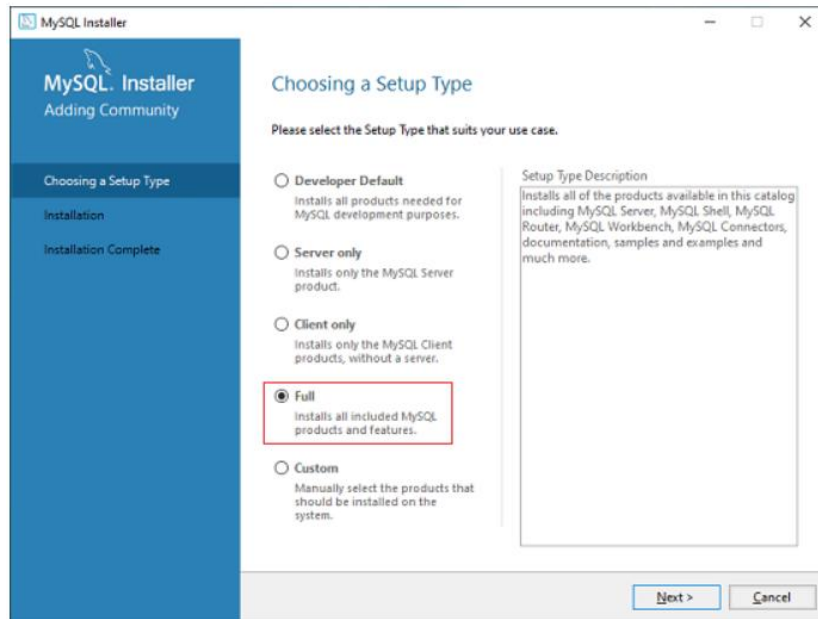 MySQL Installer
MySQL. Installer
Adding Community
Choosing a Setup Type
Installation
Installation Complete
Choosing a Setup Type
Please select the Setup Type that suits your use case.
Developer Default
Installs all products needed for
MySQL development purposes.
Server only
Installs only the MySQL Server
product.
Client only
Installs only the MySQL Client
products, without a server.
Full
Installs all included MySQL
products and features.
Custom
Manually select the products that
should be installed on the
system.
Setup Type Description
Installs all of the products available in this catalog
including MySQL Server, MySQL Shell, MySQL
Router, MySQL Workbench, MySQL Connectors,
documentation, samples and examples and
much more.
Next >
Cancel